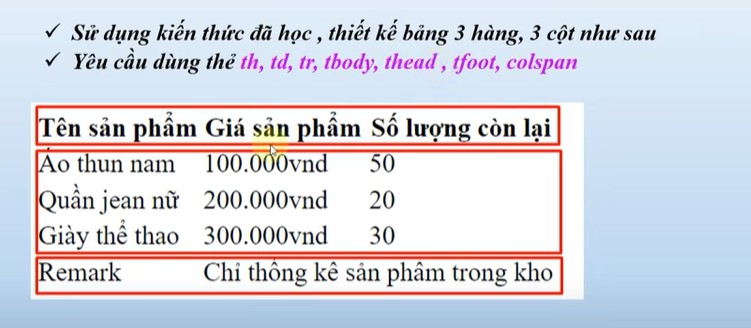 Sử dụng kiến thức đã học , thiết kế bảng 3 hàng, 3 cột như sau
Yêu cầu dùng thẻ th, td, tr, tbody, thead , tfoot, colspan
Tên sản phẩm Giá sản phẩm Số lượng còn lại
Áo thun nam 100.000vnd 50
Quần jean nữ 200.000vnd 20
Giày thể thao 300.000vnd 30
Remark Chỉ thống kê sản phẩm trong kho